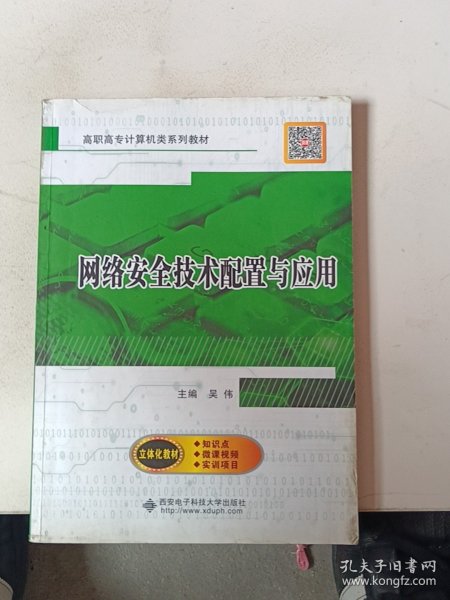 高职高专计算机类系列教材
网络安全技术配置与应用
主编 吴伟
立体化教材
◆知识点
◆微课视频
◆实训项目
西安电子科技大学出版社
http://www.xduph.com
孔夫子旧书网
www.kongfz.com